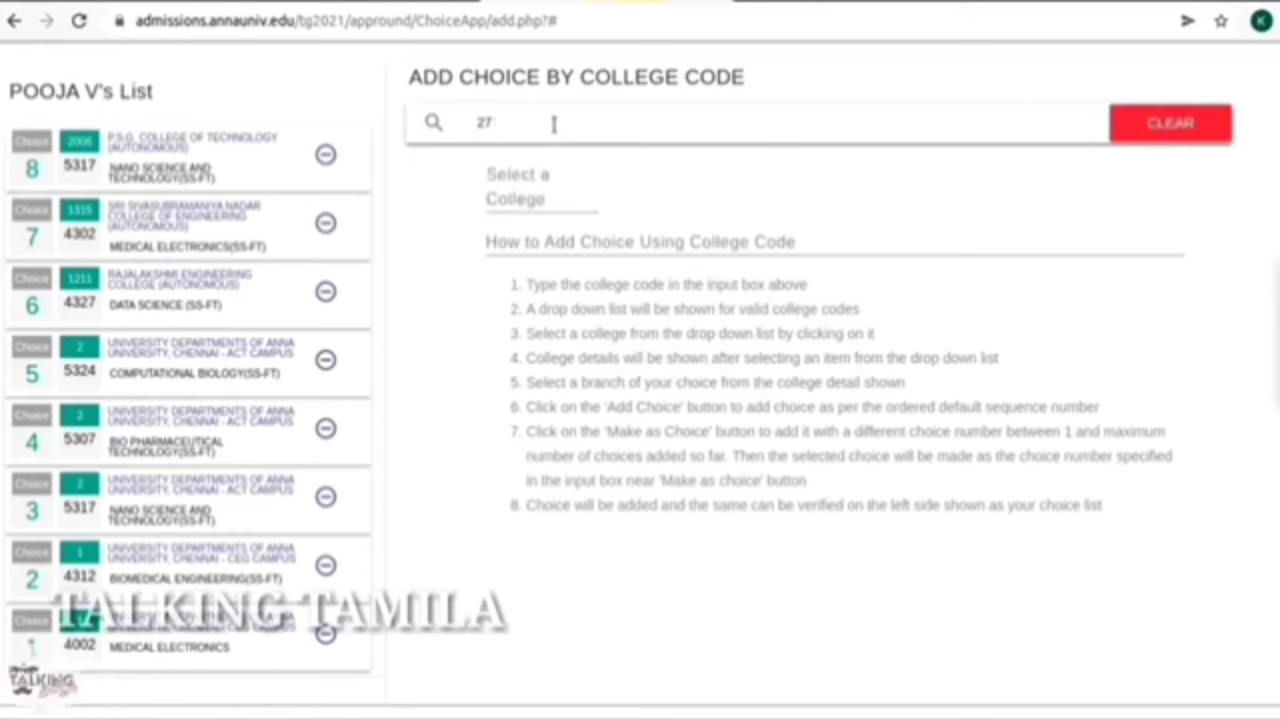 admissions.annauniv.edu/tg2021/appround/ChoiceApp/add.php?#
K
POOJA V's List
Choice 2006 P.S.G. COLLEGE OF TECHNOLOGY
(AUTONOMOUS)
8 5317 NANO SCIENCE AND
TECHNOLOGY(SS-FT)
Choice 1315 SRI SIVASUBRAMANIYA NADAR
COLLEGE OF ENGINEERING
(AUTONOMOUS)
7 4302 MEDICAL ELECTRONICS(SS-FT)
Choice 1211 RAJALAKSHMI ENGINEERING
COLLEGE (AUTONOMOUS)
6 4327 DATA SCIENCE (SS-FT)
Choice 2 UNIVERSITY DEPARTMENTS OF ANNA
UNIVERSITY, CHENNAI - ACT CAMPUS
5 5324 COMPUTATIONAL BIOLOGY(SS-FT)
Choice 2 UNIVERSITY DEPARTMENTS OF ANNA
UNIVERSITY, CHENNAI - ACT CAMPUS
4 5307 BIO PHARMACEUTICAL
TECHNOLOGY(SS-FT)
Choice 2 UNIVERSITY DEPARTMENTS OF ANNA
UNIVERSITY, CHENNAI - ACT CAMPUS
3 5317 NANO SCIENCE AND
TECHNOLOGY(SS-FT)
Choice 1 UNIVERSITY DEPARTMENTS OF ANNA
UNIVERSITY, CHENNAI - CEG CAMPUS
2 4312 BIOMEDICAL ENGINEERING(SS-FT)
Choice
1 4002 MEDICAL ELECTRONICS
TALKING TAMILA
TALKING
ADD CHOICE BY COLLEGE CODE
27 CLEAR
Select a
College
How to Add Choice Using College Code
1. Type the college code in the input box above
2. A drop down list will be shown for valid college codes
3. Select a college from the drop down list by clicking on it
4. College details will be shown after selecting an item from the drop down list
5. Select a branch of your choice from the college detail shown
6. Click on the 'Add Choice' button to add choice as per the ordered default sequence number
7. Click on the 'Make as Choice' button to add it with a different choice number between 1 and maximum
number of choices added so far. Then the selected choice will be made as the choice number specified
in the input box near 'Make as choice' button
8. Choice will be added and the same can be verified on the left side shown as your choice list